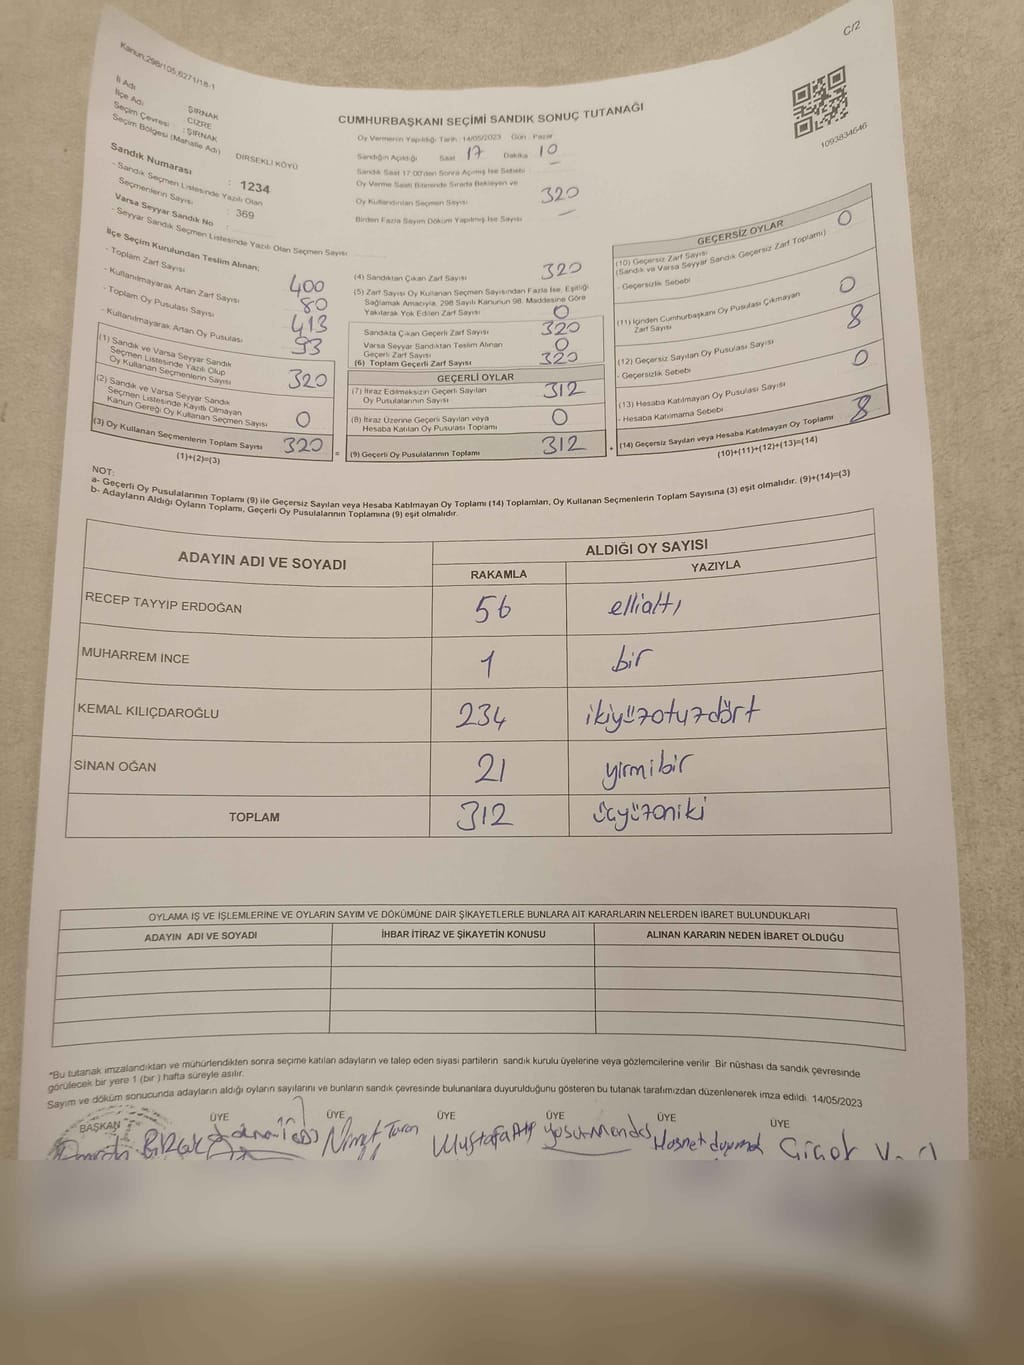 C/2
Kanun:298/105,6271/18-1
İl Adı : ŞIRNAK
İlçe Adı : CİZRE
Seçim Çevresi : ŞIRNAK
Seçim Bölgesi (Mahalle Adı) DIRSEKLI KÖYÜ
Sandık Numarası : 1234
- Sandık Seçmen Listesinde Yazılı Olan
Seçmenlerin Sayısı : 369
Varsa Seyyar Sandık No :
- Seyyar Sandık Seçmen Listesinde Yazılı Olan Seçmen Sayısı :
CUMHURBAŞKANI SEÇİMİ SANDIK SONUÇ TUTANAĞI
Oy Vermenin Yapıldığı Tarih: 14/05/2023 Gün: Pazar
Sandığın Açıldığı Saat 17 Dakika 10
Sandık Saat 17:00'den Sonra Açılmış İse Sebebi
Oy Verme Saati Bitiminde Sırada Bekleyen ve
Oy Kullandırılan Seçmen Sayısı 320
Birden Fazla Sayım Döküm Yapılmış İse Sayısı —
1093834646
İlçe Seçim Kurulundan Teslim Alınan;
- Toplam Zarf Sayısı 400
- Kullanılmayarak Artan Zarf Sayısı 80
- Toplam Oy Pusulası Sayısı 413
- Kullanılmayarak Artan Oy Pusulası 93
(1) Sandık ve Varsa Seyyar Sandık
Seçmen Listesinde Yazılı Olup
Oy Kullanan Seçmenlerin Sayısı 320
(2) Sandık ve Varsa Seyyar Sandık
Seçmen Listesinde Kayıtlı Olmayan
Kanun Gereği Oy Kullanan Seçmen Sayısı 0
(3) Oy Kullanan Seçmenlerin Toplam Sayısı 320
(1)+(2)=(3)
(4) Sandıktan Çıkan Zarf Sayısı 320
(5) Zarf Sayısı Oy Kullanan Seçmen Sayısından Fazla İse, Eşitliği
Sağlamak Amacıyla, 298 Sayılı Kanunun 98. Maddesine Göre
Yakılarak Yok Edilen Zarf Sayısı 0
Sandıkta Çıkan Geçerli Zarf Sayısı 320
Varsa Seyyar Sandıktan Teslim Alınan
Geçerli Zarf Sayısı 0
(6) Toplam Geçerli Zarf Sayısı 320
GEÇERLİ OYLAR
(7) İtiraz Edilmeksizin Geçerli Sayılan
Oy Pusulalarının Sayısı 312
(8) İtiraz Üzerine Geçerli Sayılan veya
Hesaba Katılan Oy Pusulası Toplamı 0
= (9) Geçerli Oy Pusulalarının Toplamı 312
GEÇERSİZ OYLAR
(10) Geçersiz Zarf Sayısı
(Sandık ve Varsa Seyyar Sandık Geçersiz Zarf Toplamı) 0
- Geçersizlik Sebebi
(11) İçinden Cumhurbaşkanı Oy Pusulası Çıkmayan
Zarf Sayısı 0
(12) Geçersiz Sayılan Oy Pusulası Sayısı 8
- Geçersizlik Sebebi
(13) Hesaba Katılmayan Oy Pusulası Sayısı 0
- Hesaba Katılmama Sebebi
+ (14) Geçersiz Sayılan veya Hesaba Katılmayan Oy Toplamı 8
(10)+(11)+(12)+(13)=(14)
NOT:
a- Geçerli Oy Pusulalarının Toplamı (9) ile Geçersiz Sayılan veya Hesaba Katılmayan Oy Toplamı (14) Toplamları, Oy Kullanan Seçmenlerin Toplam Sayısına (3) eşit olmalıdır. (9)+(14)=(3)
b- Adayların Aldığı Oyların Toplamı, Geçerli Oy Pusulalarının Toplamına (9) eşit olmalıdır.
ADAYIN ADI VE SOYADI ALDIĞI OY SAYISI
RAKAMLA YAZIYLA
RECEP TAYYİP ERDOĞAN 56 ellialtı
MUHARREM İNCE 1 bir
KEMAL KILIÇDAROĞLU 234 ikiyüzotuzdört
SİNAN OĞAN 21 yirmibir
TOPLAM 312 üçyüzoniki
OYLAMA İŞ VE İŞLEMLERİNE VE OYLARIN SAYIM VE DÖKÜMÜNE DAİR ŞİKAYETLERLE BUNLARA AİT KARARLARIN NELERDEN İBARET BULUNDUKLARI
ADAYIN ADI VE SOYADI İHBAR İTİRAZ VE ŞİKAYETİN KONUSU ALINAN KARARIN NEDEN İBARET OLDUĞU
"Bu tutanak imzalandıktan ve mühürlendikten sonra seçime katılan adayların ve talep eden siyasi partilerin sandık kurulu üyelerine veya gözlemcilerine verilir. Bir nüshası da sandık çevresinde
görülecek bir yere 1 (bir) hafta süreyle asılır.
Sayım ve döküm sonucunda adayların aldığı oyların sayılarını ve bunların sandık çevresinde bulunanlara duyurulduğunu gösteren bu tutanak tarafımızdan düzenlenerek imza edildi. 14/05/2023
BAŞKAN ÜYE ÜYE ÜYE ÜYE ÜYE ÜYE
Nimet Turan Mustafa Alp